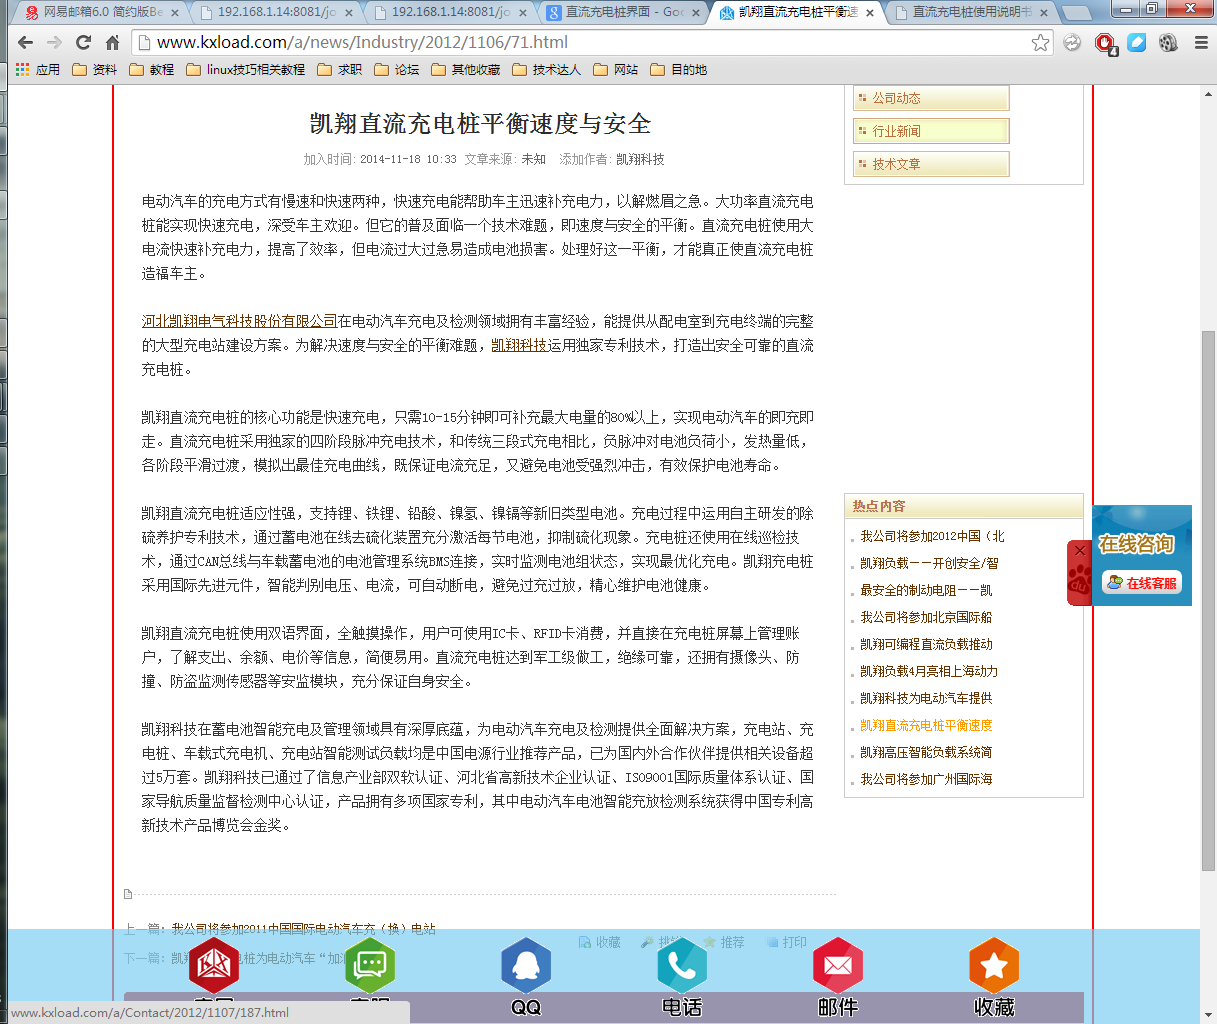 网易邮箱6.0 简约版Be
192.168.1.14:8081/jo
192.168.1.14:8081/jo
直流充电桩界面 - Goo
凯翔直流充电桩平衡速
直流充电桩使用说明书
www.kxload.com/a/news/Industry/2012/1106/71.html
4
应用
资料
教程
linux技巧相关教程
求职
论坛
其他收藏
技术达人
网站
目的地
公司动态
行业新闻
技术文章
凯翔直流充电桩平衡速度与安全
加入时间: 2014-11-18 10:33 文章来源: 未知 添加作者: 凯翔科技
电动汽车的充电方式有慢速和快速两种，快速充电能帮助车主迅速补充电力，以解燃眉之急。大功率直流充电
桩能实现快速充电，深受车主欢迎。但它的普及面临一个技术难题，即速度与安全的平衡。直流充电桩使用大
电流快速补充电力，提高了效率，但电流过大过急易造成电池损害。处理好这一平衡，才能真正使直流充电桩
造福车主。
河北凯翔电气科技股份有限公司在电动汽车充电及检测领域拥有丰富经验，能提供从配电室到充电终端的完整
的大型充电站建设方案。为解决速度与安全的平衡难题，凯翔科技运用独家专利技术，打造出安全可靠的直流
充电桩。
凯翔直流充电桩的核心功能是快速充电，只需10-15分钟即可补充最大电量的80%以上，实现电动汽车的即充即
走。直流充电桩采用独家的四阶段脉冲充电技术，和传统三段式充电相比，负脉冲对电池负荷小，发热量低，
各阶段平滑过渡，模拟出最佳充电曲线，既保证电流充足，又避免电池受强烈冲击，有效保护电池寿命。
凯翔直流充电桩适应性强，支持锂、铁锂、铅酸、镍氢、镍镉等新旧类型电池。充电过程中运用自主研发的除
硫养护专利技术，通过蓄电池在线去硫化装置充分激活每节电池，抑制硫化现象。充电桩还使用在线巡检技
术，通过CAN总线与车载蓄电池的电池管理系统BMS连接，实时监测电池组状态，实现最优化充电。凯翔充电桩
采用国际先进元件，智能判别电压、电流，可自动断电，避免过充过放，精心维护电池健康。
凯翔直流充电桩使用双语界面，全触摸操作，用户可使用IC卡、RFID卡消费，并直接在充电桩屏幕上管理账
户，了解支出、余额、电价等信息，简便易用。直流充电桩达到军工级做工，绝缘可靠，还拥有摄像头、防
撞、防盗监测传感器等安监模块，充分保证自身安全。
凯翔科技在蓄电池智能充电及管理领域具有深厚底蕴，为电动汽车充电及检测提供全面解决方案，充电站、充
电桩、车载式充电机、充电站智能测试负载均是中国电源行业推荐产品，已为国内外合作伙伴提供相关设备超
过5万套。凯翔科技已通过了信息产业部双软认证、河北省高新技术企业认证、ISO9001国际质量体系认证、国
家导航质量监督检测中心认证，产品拥有多项国家专利，其中电动汽车电池智能充放检测系统获得中国专利高
新技术产品博览会金奖。
热点内容
我公司将参加2012中国（北
凯翔负载－－开创安全/智
最安全的制动电阻－－凯
我公司将参加北京国际船
凯翔可编程直流负载推动
凯翔负载4月亮相上海动力
凯翔科技为电动汽车提供
凯翔直流充电桩平衡速度
凯翔高压智能负载系统简
我公司将参加广州国际海
在线咨询
在线客服
上一篇: 我公司将参加2011中国国际电动汽车充（换）电站
收藏
推荐
打印
下一篇: 凯
电桩为电动汽车“加
QQ
电话
邮件
收藏
www.kxload.com/a/Contact/2012/1107/187.html